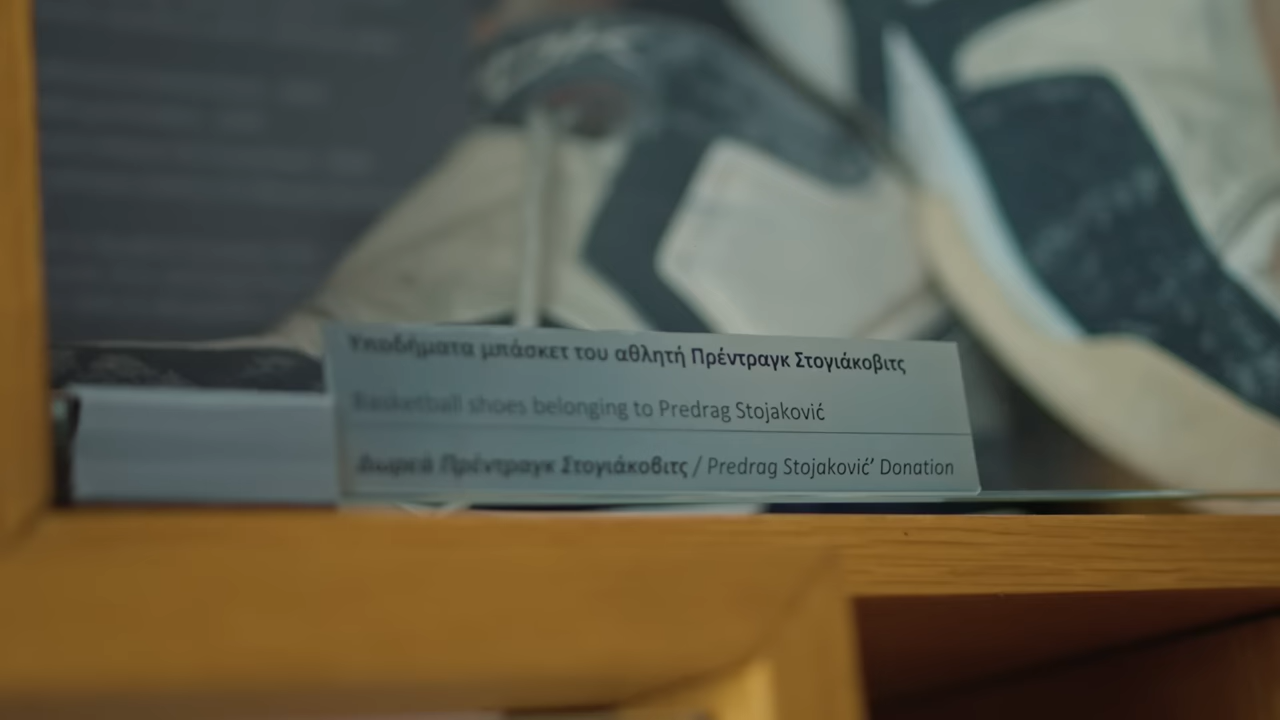 Υποδήματα μπάσκετ του αθλητή Πρέντραγκ Στογιάκοβιτς
Basketball shoes belonging to Predrag Stojaković
Δωρεά Πρέντραγκ Στογιάκοβιτς / Predrag Stojaković’ Donation